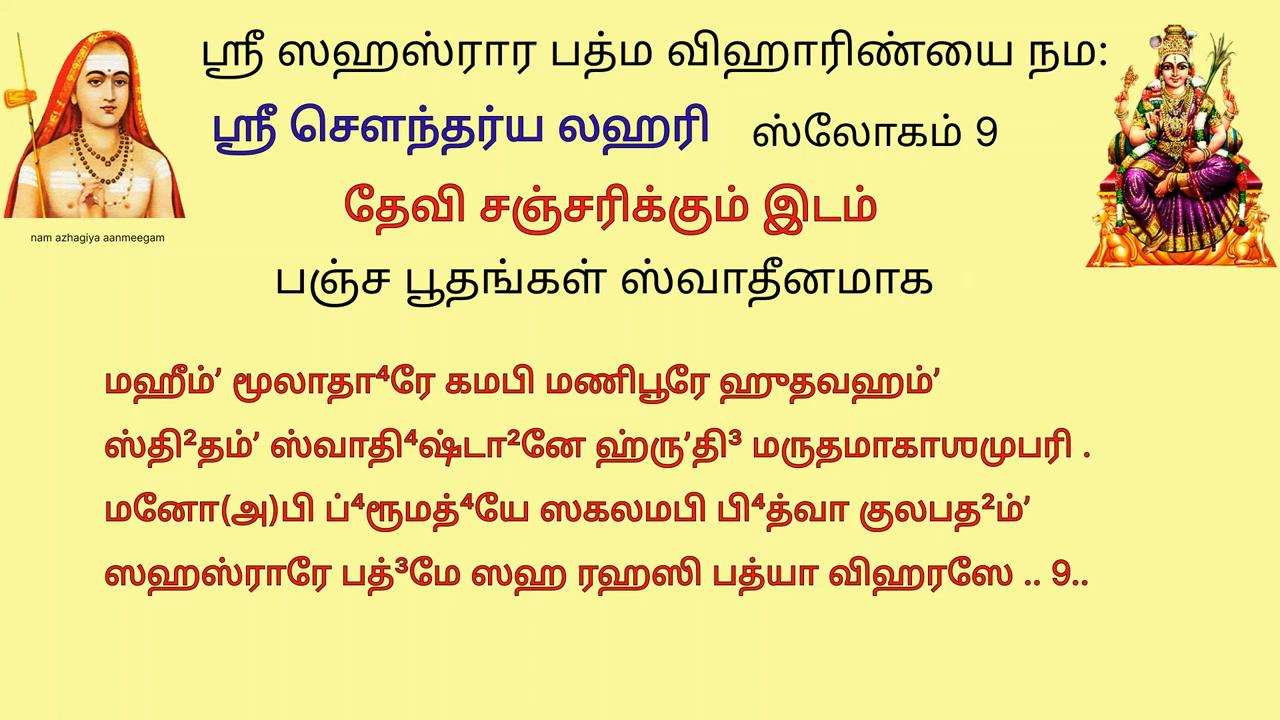 ஸ்ரீ ஸஹஸ்ரார பத்ம விஹாரிண்யை நம:
ஸ்ரீ சௌந்தர்ய லஹரி ஸ்லோகம் 9
தேவி சஞ்சரிக்கும் இடம்
nam azhagiya aanmeegam
பஞ்ச பூதங்கள் ஸ்வாதீனமாக
மஹீம்’ மூலாதா⁴ரே கமபி மணிபூரே ஹுதவஹம்’
ஸ்தி²தம்’ ஸ்வாதி⁴ஷ்டா²னே ஹ்ரு’தி³ மருதமாகாஶமுபரி .
மனோ(அ)பி ப்⁴ரூமத்⁴யே ஸகலமபி பி⁴த்வா குலபத²ம்’
ஸஹஸ்ராரே பத்³மே ஸஹ ரஹஸி பத்யா விஹரஸே .. 9..